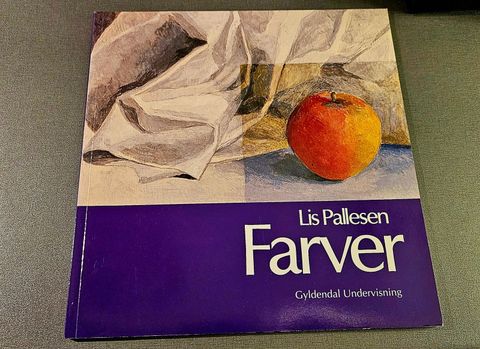 Lis Pallesen
Farver
Gyldendal Undervisning